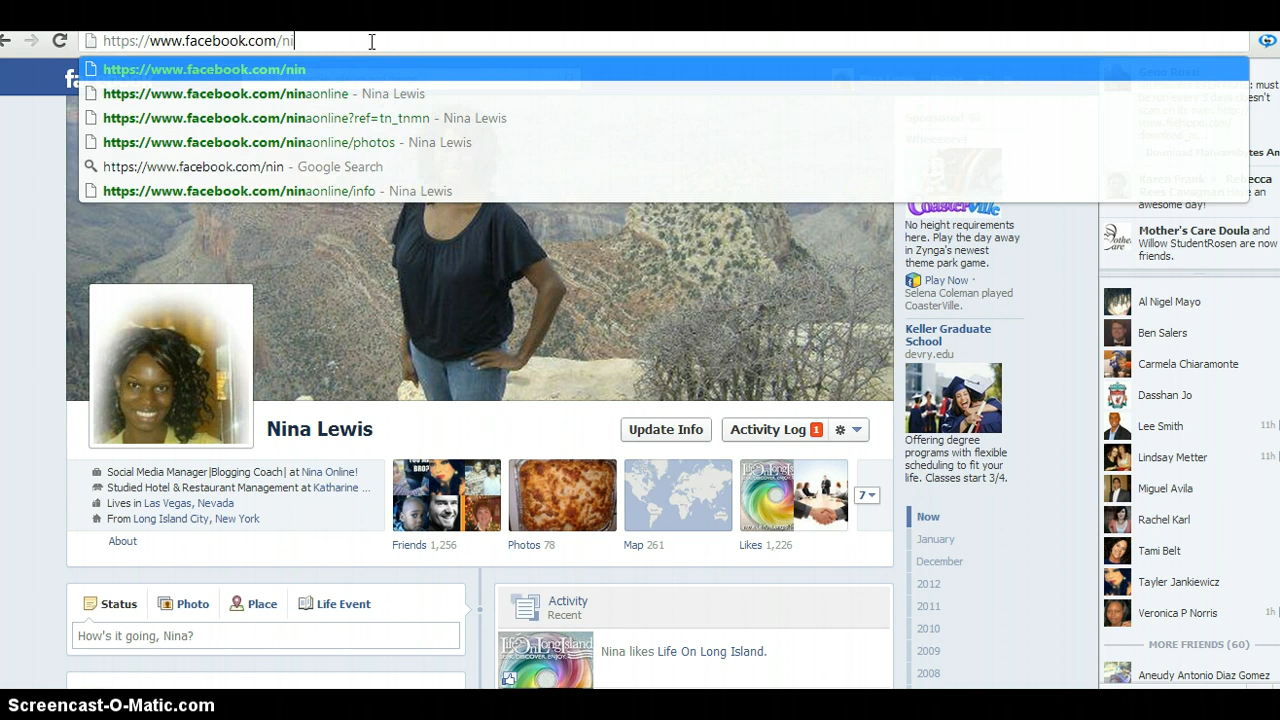 https://www.facebook.com/ni
https://www.facebook.com/nin
https://www.facebook.com/ninaonline - Nina Lewis
https://www.facebook.com/ninaonline?ref=tn_tnmn - Nina Lewis
https://www.facebook.com/ninaonline/photos - Nina Lewis
https://www.facebook.com/nin - Google Search
https://www.facebook.com/ninaonline/info - Nina Lewis
Nina Lewis
Update Info
Activity Log 1
Social Media Manager|Blogging Coach| at Nina Online!
Studied Hotel & Restaurant Management at Katharine ...
Lives in Las Vegas, Nevada
From Long Island City, New York
About
Friends 1,256
Photos 78
Map 261
Likes 1,226
7
Status
Photo
Place
Life Event
How's it going, Nina?
Activity
Recent
Nina likes Life On Long Island.
CoasterVille
No height requirements
here. Play the day away
in Zynga's newest
theme park game.
Play Now ·
Selena Coleman played
CoasterVille.
Keller Graduate
School
devry.edu
Offering degree
programs with flexible
scheduling to fit your
life. Classes start 3/4.
Now
January
December
2012
2011
2010
2009
2008
awesome day!
Mother's Care Doula and
Willow StudentRosen are now
friends.
Al Nigel Mayo
Ben Salers
Carmela Chiaramonte
Dasshan Jo
Lee Smith 11h
Lindsay Metter 11h
Miguel Avila
Rachel Karl
Tami Belt
Tayler Jankiewicz
Veronica P Norris 1h
MORE FRIENDS (60)
Aneudy Antonio Diaz Gomez
Screencast-O-Matic.com